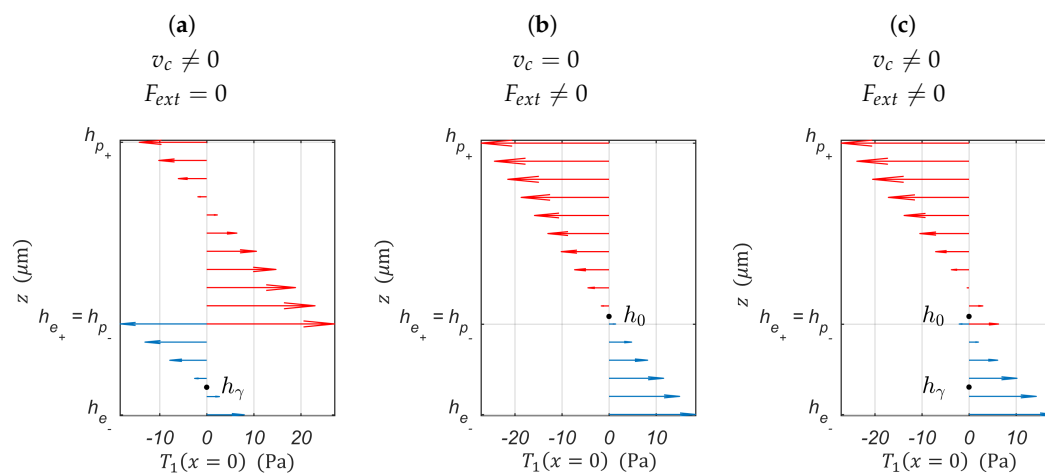 (a)
v_c ≠ 0
F_ext = 0
h_p+
z (μm)
h_e+ = h_p-
h_γ
h_e-
-10 0 10 20
T_1(x = 0) (Pa)
(b)
v_c = 0
F_ext ≠ 0
h_p+
z (μm)
h_e+ = h_p-
h_0
h_e-
-20 -10 0 10
T_1(x = 0) (Pa)
(c)
v_c ≠ 0
F_ext ≠ 0
h_p+
z (μm)
h_e+ = h_p-
h_0
h_γ
h_e-
-20 -10 0 10
T_1(x = 0) (Pa)